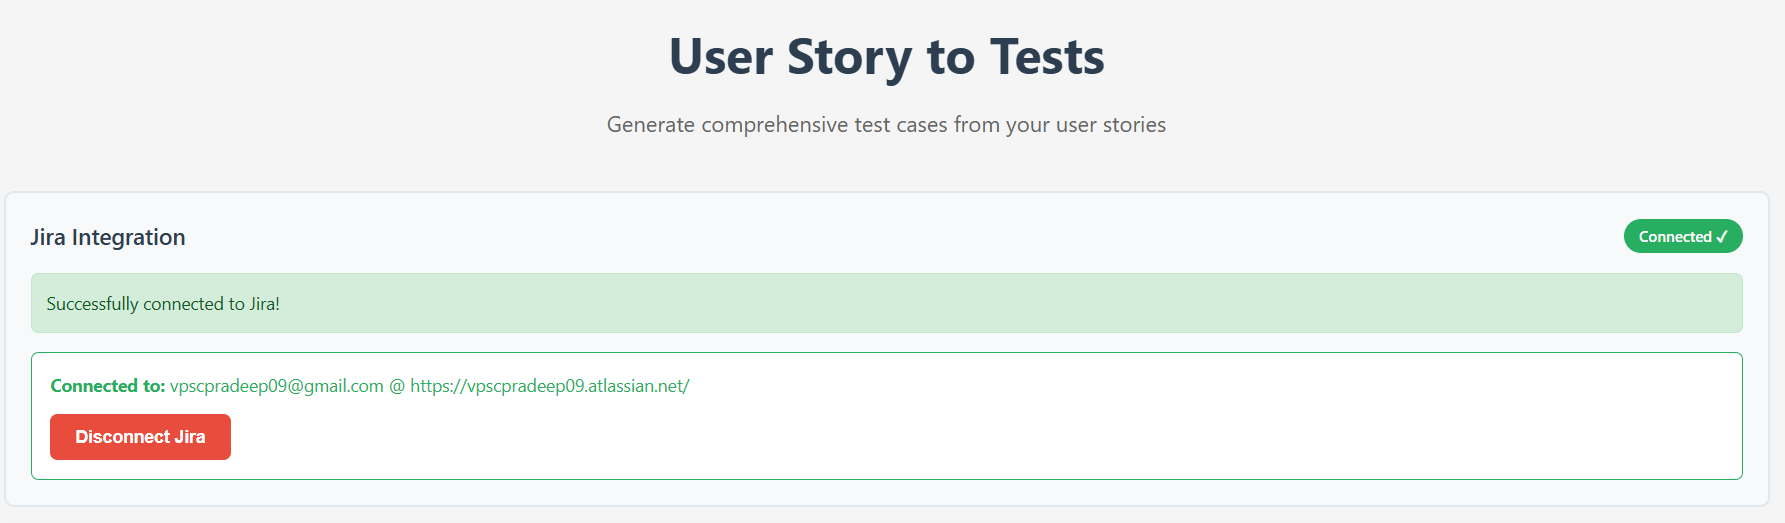 User Story to Tests
Generate comprehensive test cases from your user stories
Jira Integration
Connected ✓
Successfully connected to Jira!
Connected to: vpscpradeep09@gmail.com @ https://vpscpradeep09.atlassian.net/
Disconnect Jira